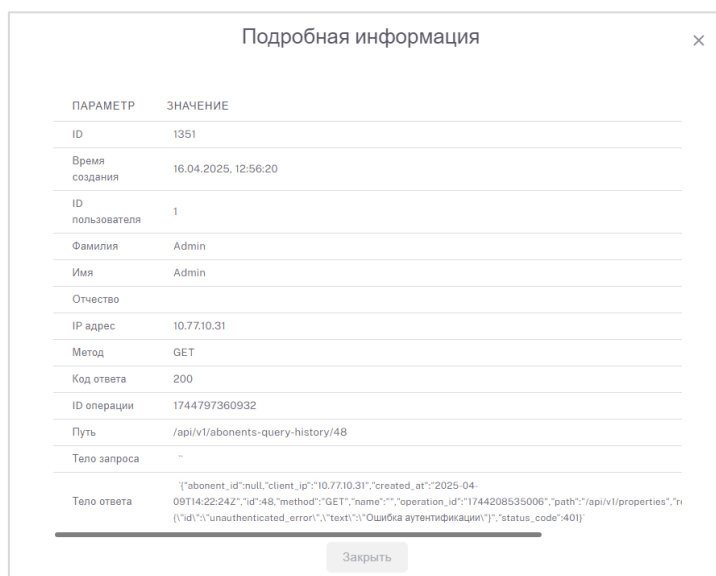 Подробная информация
×
ПАРАМЕТР ЗНАЧЕНИЕ
ID 1351
Время
создания 16.04.2025, 12:56:20
ID
пользователя 1
Фамилия Admin
Имя Admin
Отчество
IP адрес 10.77.10.31
Метод GET
Код ответа 200
ID операции 1744797360932
Путь /api/v1/abonents-query-history/48
Тело запроса ``
Тело ответа
`{"abonent_id":null,"client_ip":"10.77.10.31","created_at":"2025-04-
09T14:22:24Z","id":48,"method":"GET","name":"","operation_id":"1744208535006","path":"/api/v1/properties","re
{\"id\":\"unauthenticated_error\",\"text\":\"Ошибка аутентификации\"}","status_code":401}`
Закрыть